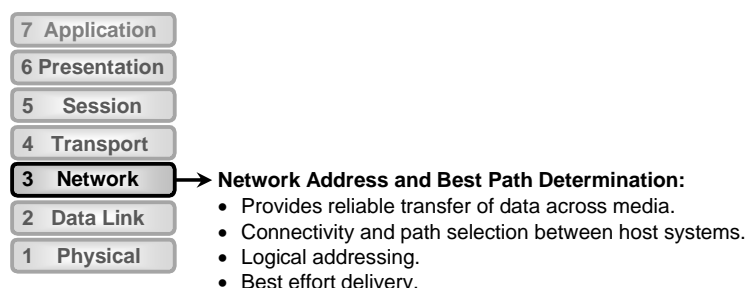 7 Application
6 Presentation
5 Session
4 Transport
3 Network
2 Data Link
1 Physical
Network Address and Best Path Determination:
• Provides reliable transfer of data across media.
• Connectivity and path selection between host systems.
• Logical addressing.
• Best effort delivery.